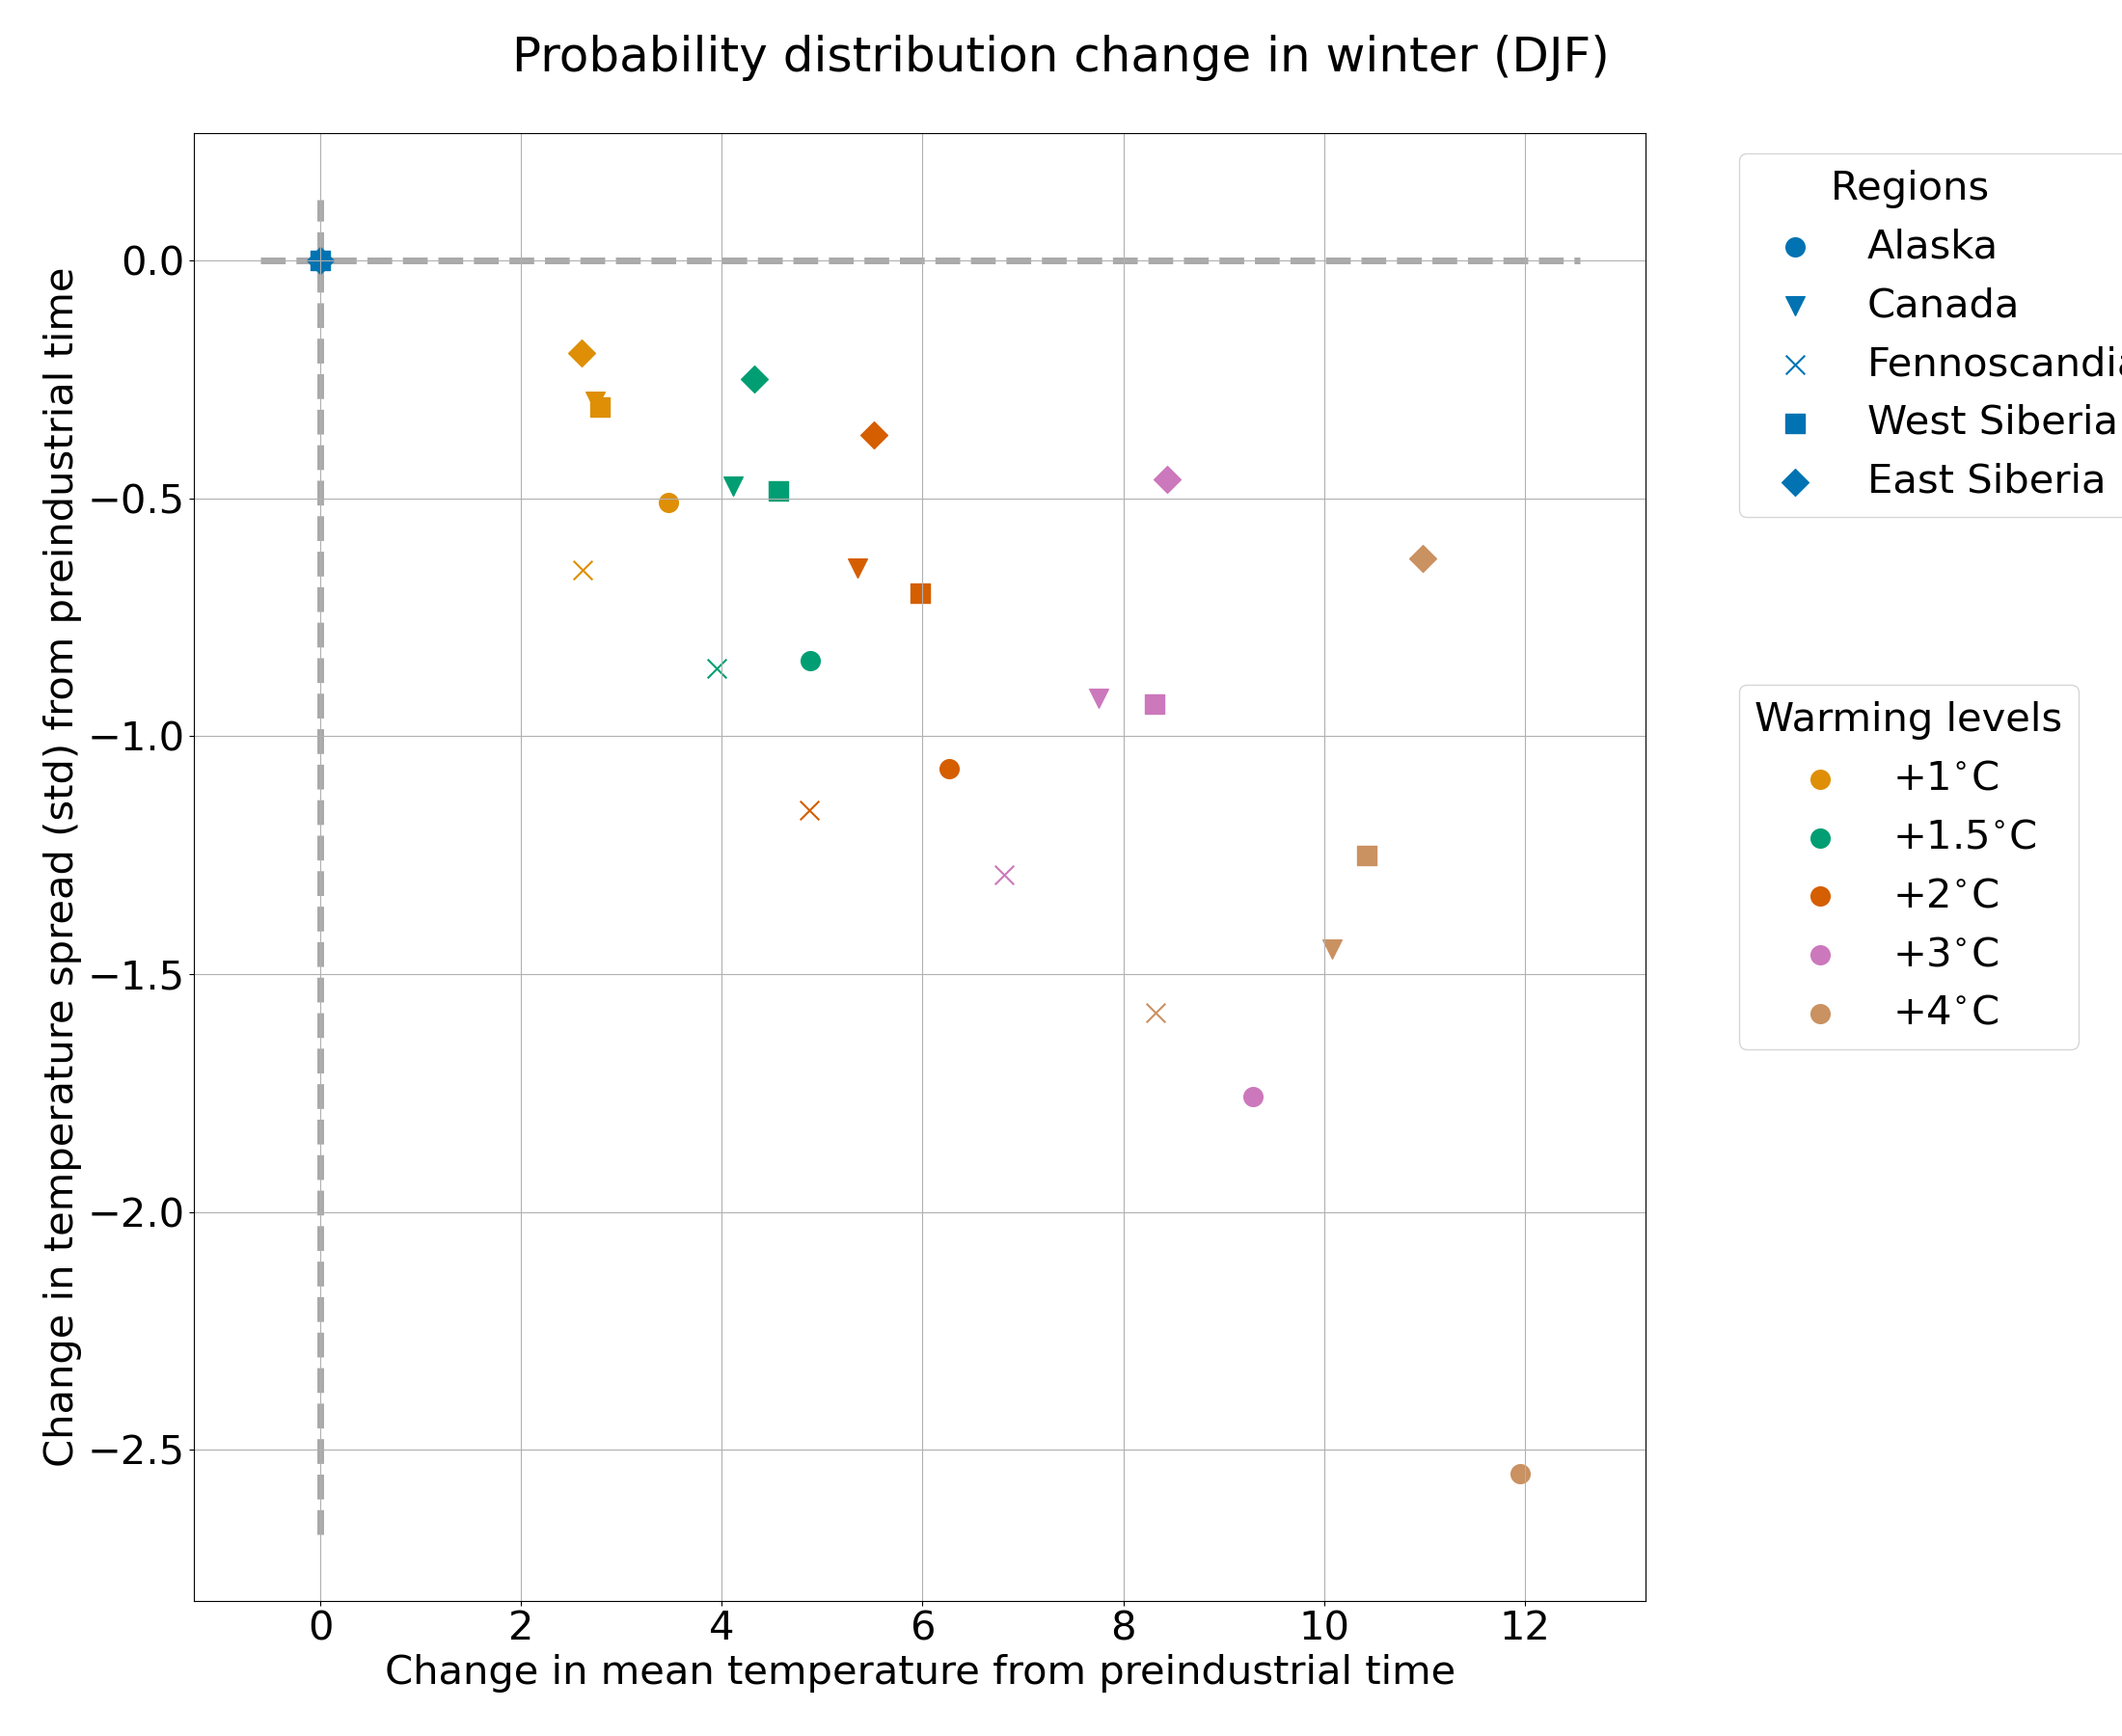 Probability distribution change in winter (DJF)
Change in temperature spread (std) from preindustrial time
0.0
−0.5
−1.0
−1.5
−2.0
−2.5
0 2 4 6 8 10 12
Change in mean temperature from preindustrial time
Regions
Alaska
Canada
Fennoscandia
West Siberia
East Siberia
Warming levels
+1°C
+1.5°C
+2°C
+3°C
+4°C